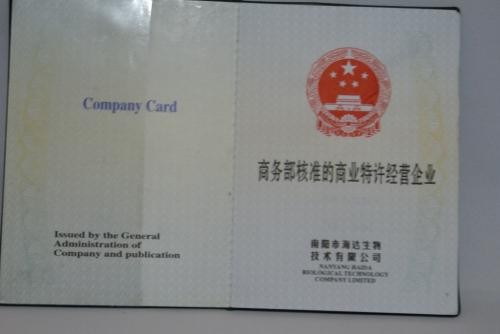 Company Card
Issued by the General
Administration of
Company and publication
商务部核准的商业特许经营企业
南阳市海达生物
技术有限公司
NANYANG HAIDA
BIOLOGICAL TECHNOLOGY
COMPANY LIMITED